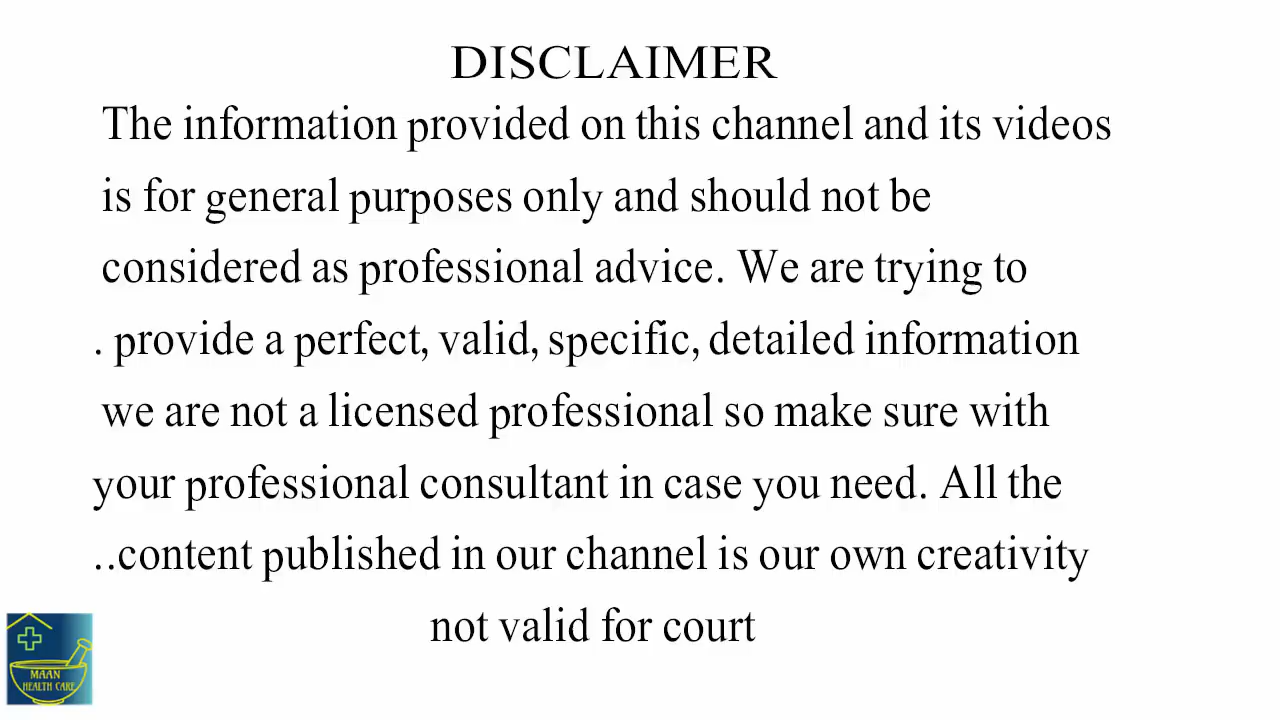 DISCLAIMER
The information provided on this channel and its videos
is for general purposes only and should not be
considered as professional advice. We are trying to
. provide a perfect, valid, specific, detailed information
we are not a licensed professional so make sure with
your professional consultant in case you need. All the
..content published in our channel is our own creativity
not valid for court
MAAN
HEALTH CARE